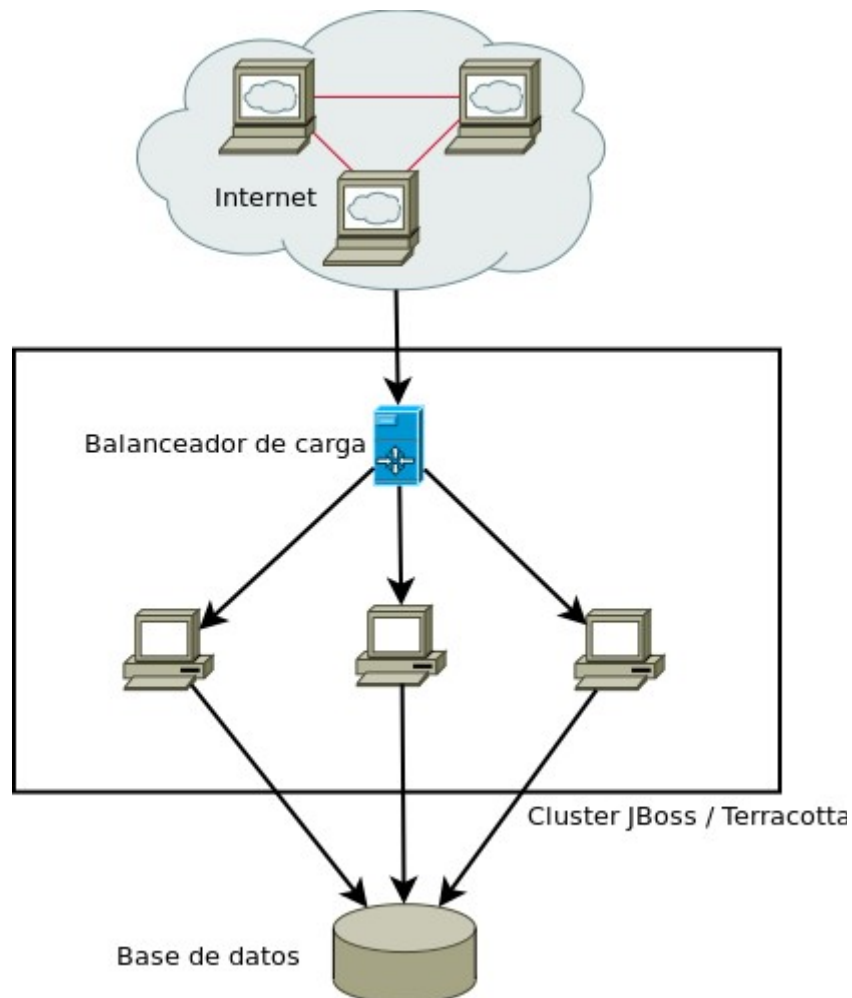 Internet
Balanceador de carga
Cluster JBoss / Terracotta
Base de datos